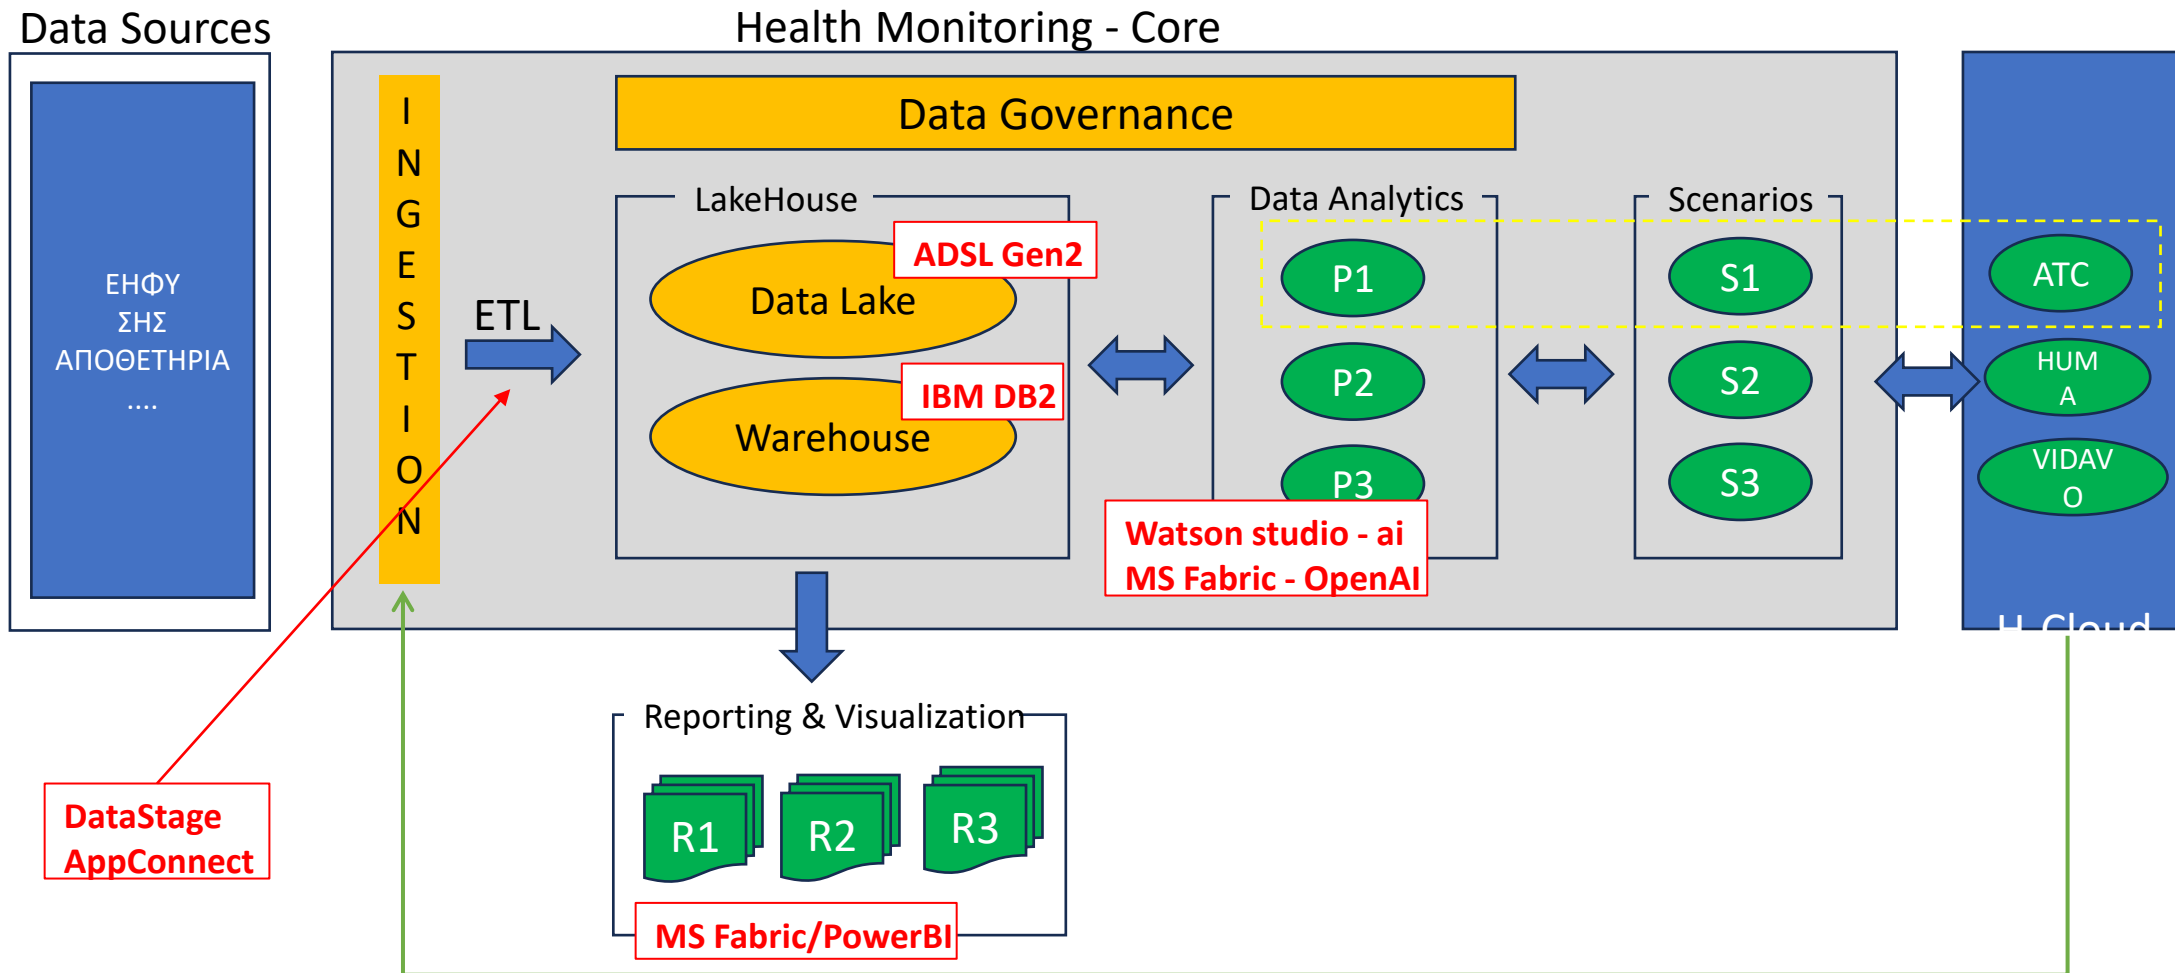 Data Sources
Health Monitoring - Core
ΕΗΦΥ
ΣΗΣ
ΑΠΟΘΕΤΗΡΙΑ
....
I
N
G
E
S
T
I
O
N
ETL
Data Governance
LakeHouse
ADSL Gen2
Data Lake
IBM DB2
Warehouse
Data Analytics
P1
P2
P3
Watson studio - ai
MS Fabric - OpenAI
Scenarios
S1
S2
S3
ATC
HUM
A
VIDAV
O
H-Cloud
Reporting & Visualization
R1
R2
R3
MS Fabric/PowerBI
DataStage
AppConnect